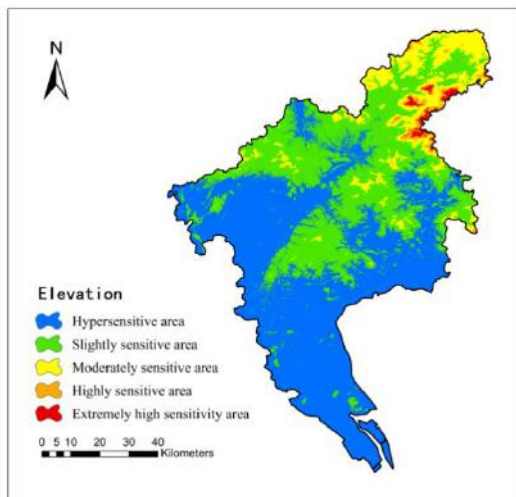 N
Elevation
Hypersensitive area
Slightly sensitive area
Moderately sensitive area
Highly sensitive area
Extremely high sensitivity area
0 5 10 20 30 40
Kilometers